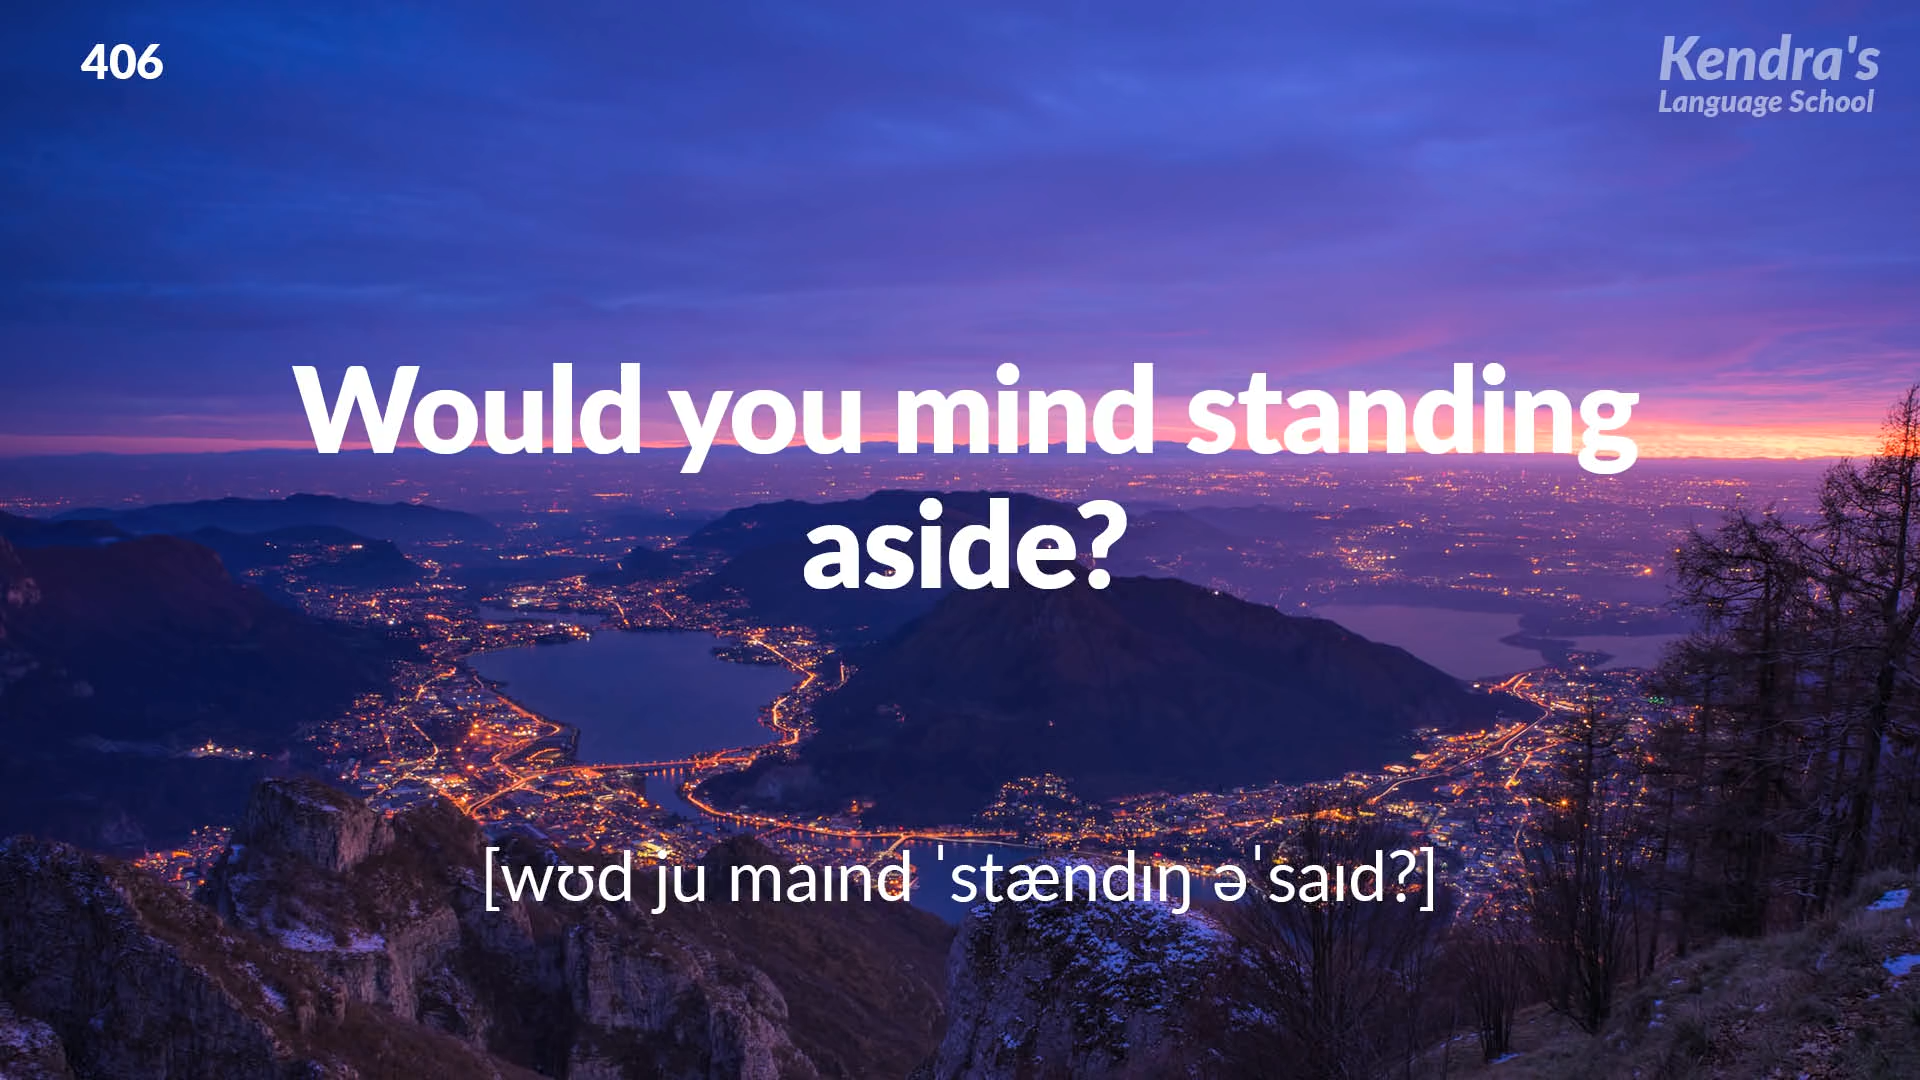 406
Kendra's
Language School
Would you mind standing
aside?
[wʊd ju maɪnd ˈstændɪŋ əˈsaɪd?]